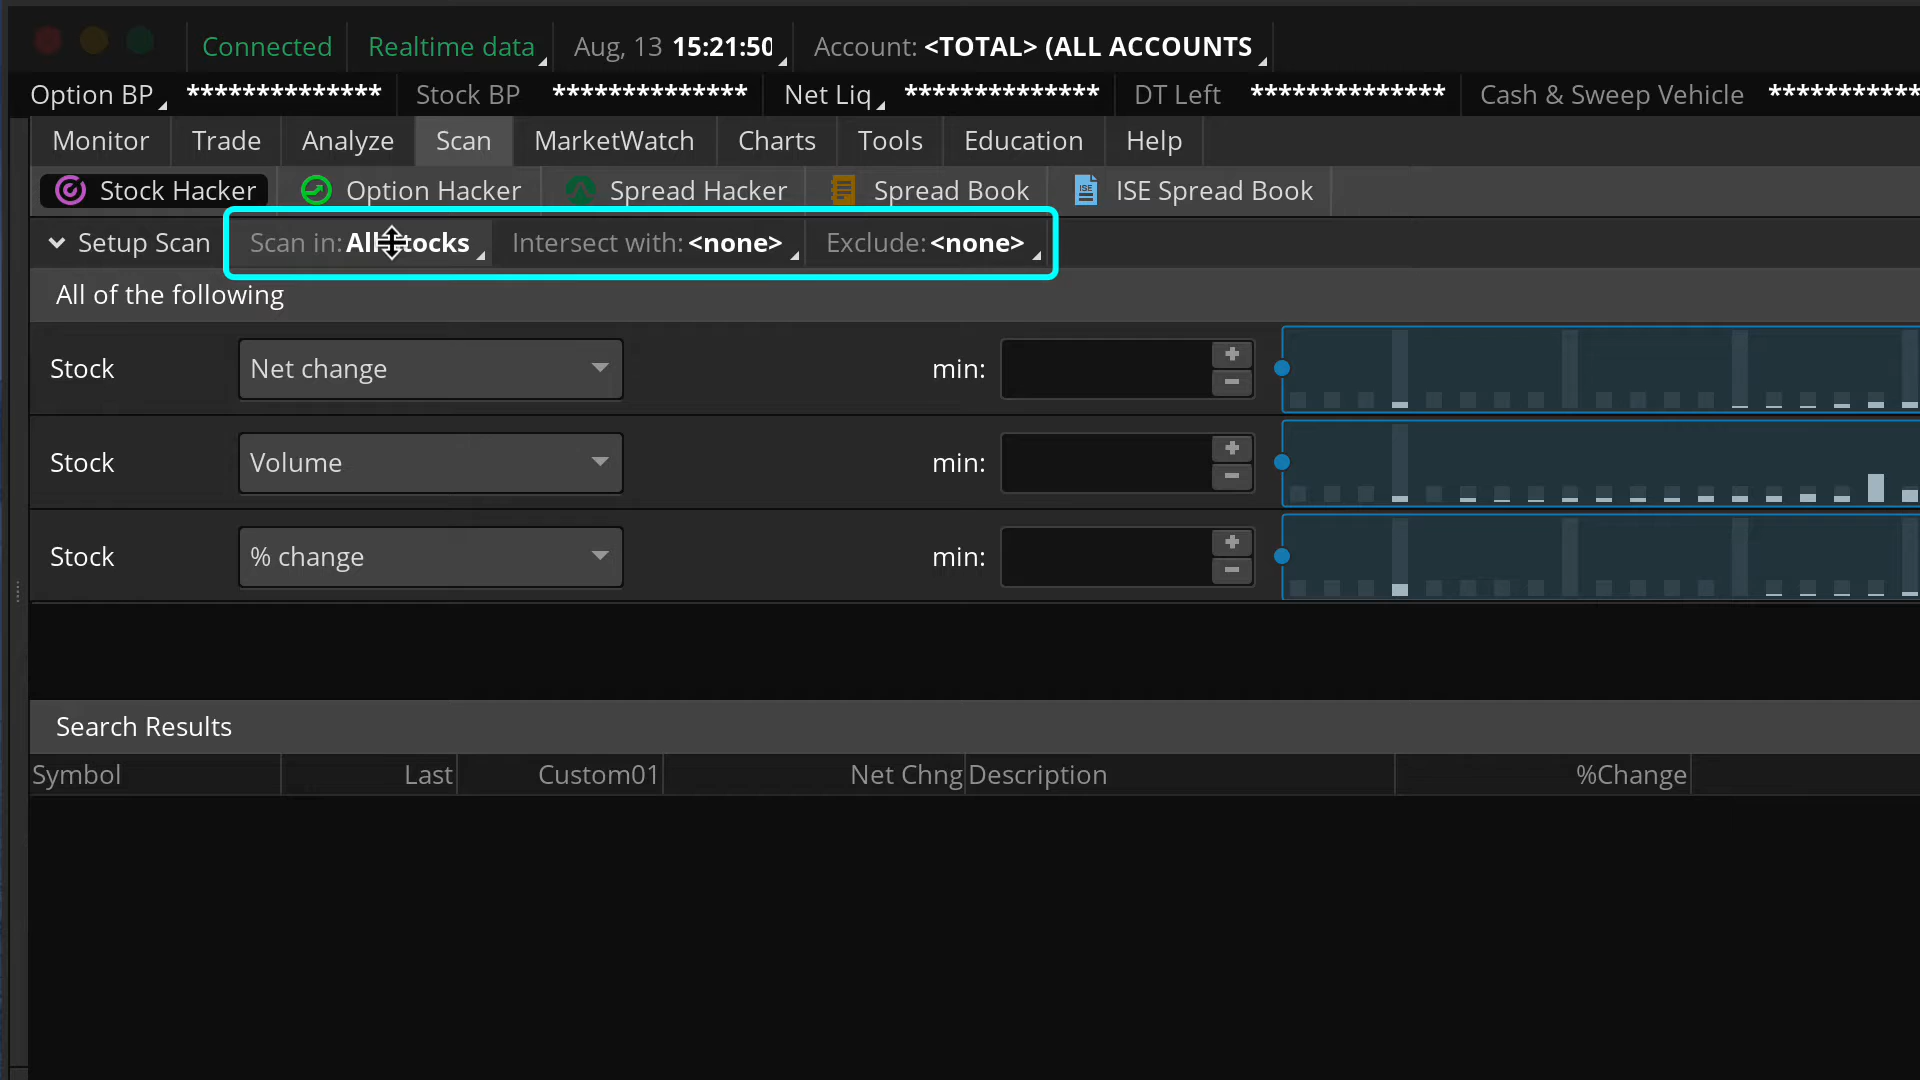 Connected Realtime data Aug, 13 15:21:50 Account: <TOTAL> (ALL ACCOUNTS
Option BP ************** Stock BP ************** Net Liq ************** DT Left ************** Cash & Sweep Vehicle ***********
Monitor Trade Analyze Scan MarketWatch Charts Tools Education Help
Stock Hacker Option Hacker Spread Hacker Spread Book ISE ISE Spread Book
Setup Scan Scan in: All Stocks Intersect with: <none> Exclude: <none>
All of the following
Stock Net change min:
Stock Volume min:
Stock % change min:
Search Results
Symbol Last Custom01 Net Chng Description %Change